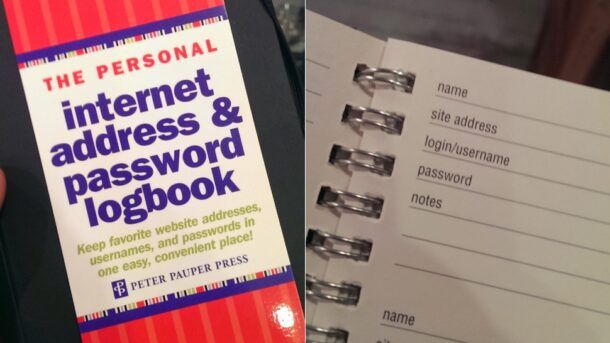 THE PERSONAL
internet
address &
password
logbook
Keep favorite website addresses,
usernames, and passwords in
one easy, convenient place!
PETER PAUPER PRESS
name
site address
login/username
password
notes
name